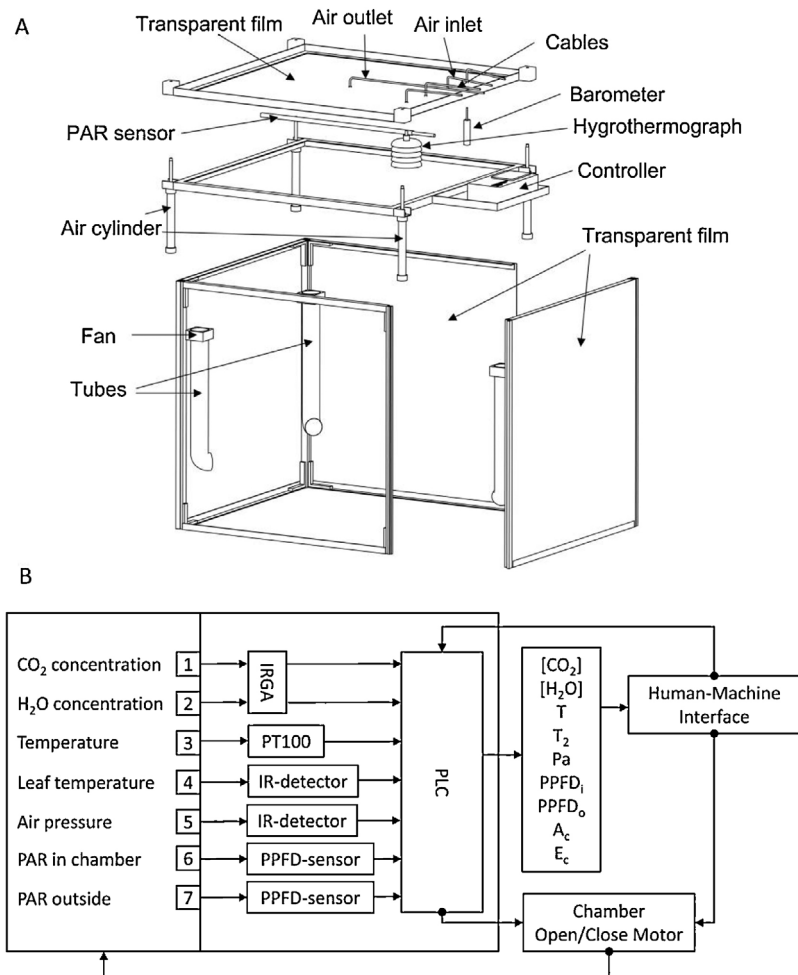 A
Transparent film
Air outlet
Air inlet
Cables
Barometer
PAR sensor
Hygrothermograph
Controller
Air cylinder
Transparent film
Fan
Tubes
B
CO2 concentration 1
H2O concentration 2
IRGA
Temperature 3 PT100
Leaf temperature 4 IR-detector
Air pressure 5 IR-detector
PAR in chamber 6 PPFD-sensor
PAR outside 7 PPFD-sensor
PLC
[CO2]
[H2O]
T
T2
Pa
PPFDi
PPFDo
Ac
Ec
Human-Machine
Interface
Chamber
Open/Close Motor